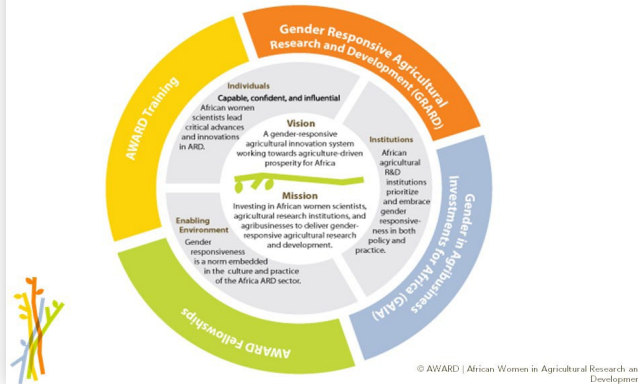 Gender Responsive Agricultural
Research and Development (GRARD)
AWARD Training
Gender in Agribusiness
Investments for Africa (GAIA)
AWARD Fellowships
Individuals
Capable, confident, and influential
African women
scientists lead
critical advances
and innovations
in ARD.
Vision
A gender-responsive
agricultural innovation system
working towards agriculture-driven
prosperity for Africa
Institutions
African
agricultural
R&D
institutions
prioritize
and embrace
gender
responsive-
ness in both
policy and
practice.
Mission
Investing in African women scientists,
agricultural research institutions, and
agribusinesses to deliver gender-
responsive agricultural research
and development.
Enabling
Environment
Gender
responsiveness
is a norm embedded
in the culture and practice
of the Africa ARD sector.
© AWARD | African Women in Agricultural Research an
Developmer